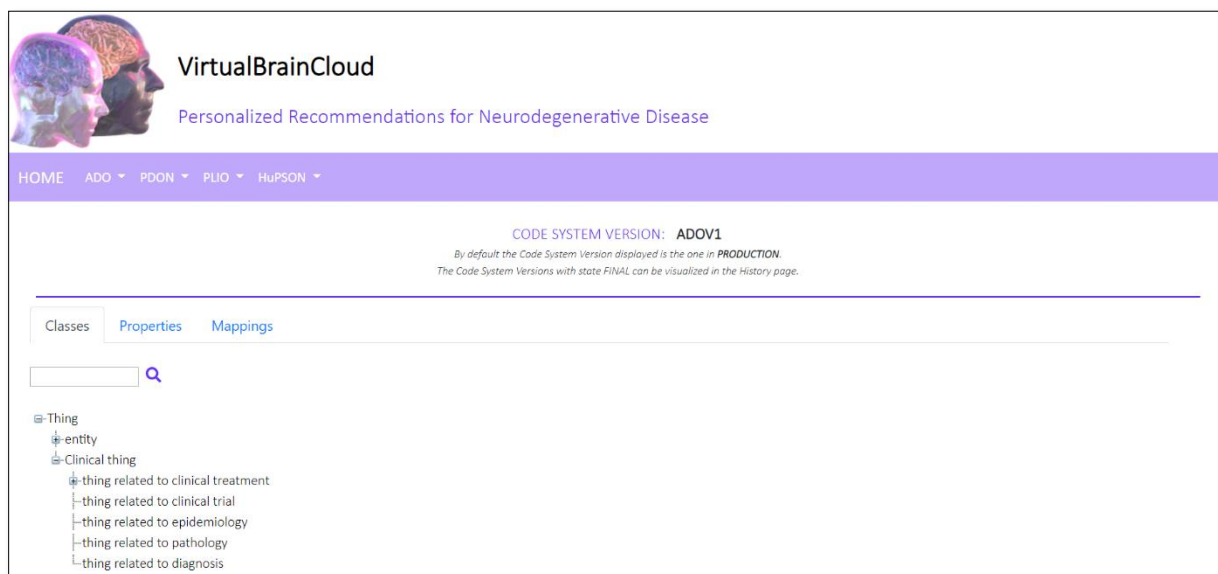 VirtualBrainCloud
Personalized Recommendations for Neurodegenerative Disease
HOME ADO PDON PLIO HuPSON
CODE SYSTEM VERSION: ADOV1
By default the Code System Version displayed is the one in PRODUCTION.
The Code System Versions with state FINAL can be visualized in the History page.
Classes Properties Mappings
Thing
entity
Clinical thing
thing related to clinical treatment
thing related to clinical trial
thing related to epidemiology
thing related to pathology
thing related to diagnosis